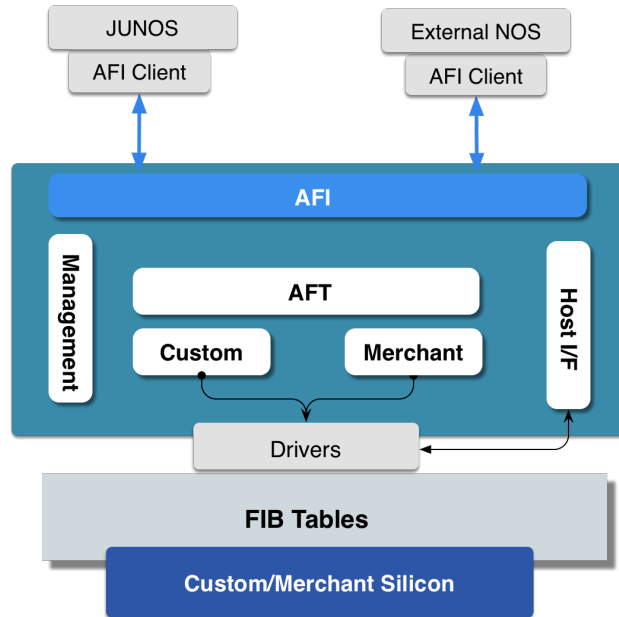 JUNOS
External NOS
AFI Client
AFI Client
AFI
Management
AFT
Host I/F
Custom
Merchant
Drivers
FIB Tables
Custom/Merchant Silicon